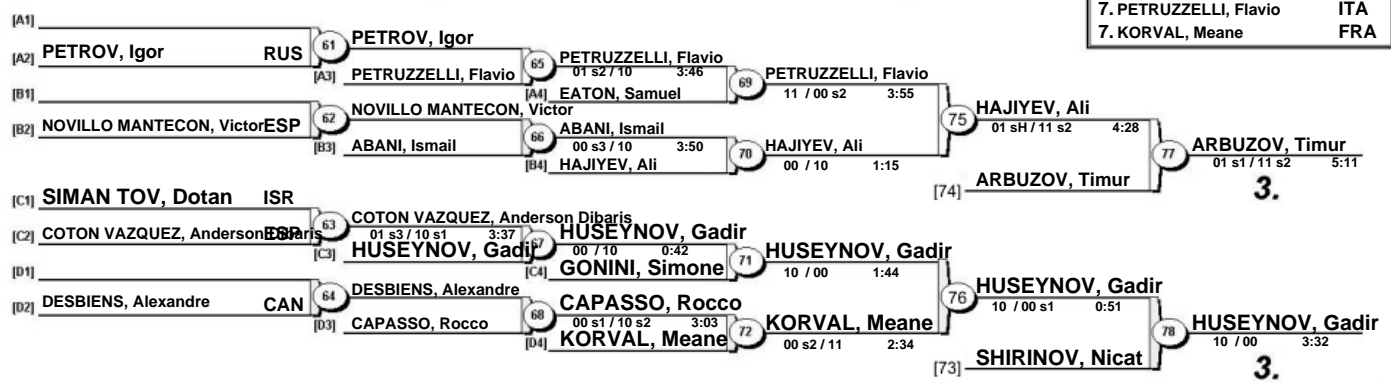 7. PETRUZZELLI, Flavio ITA
7. KORVAL, Meane FRA
[A1]
[A2] PETROV, Igor RUS
61 PETROV, Igor
[A3] PETRUZZELLI, Flavio
65 PETRUZZELLI, Flavio
01 s2 / 10 3:46
[A4] EATON, Samuel
69 PETRUZZELLI, Flavio
11 / 00 s2 3:55
[B1]
[B2] NOVILLO MANTECON, Victor ESP
62 NOVILLO MANTECON, Victor
[B3] ABANI, Ismail
66 ABANI, Ismail
00 s3 / 10 3:50
[B4] HAJIYEV, Ali
70 HAJIYEV, Ali
00 / 10 1:15
75 HAJIYEV, Ali
01 sH / 11 s2 4:28
[74] ARBUZOV, Timur
77 ARBUZOV, Timur
01 s1 / 11 s2 5:11
3.
[C1] SIMAN TOV, Dotan ISR
[C2] COTON VAZQUEZ, Anderson Dibaris ESP
63 COTON VAZQUEZ, Anderson Dibaris
01 s3 / 10 s1 3:37
[C3] HUSEYNOV, Gadir
67 HUSEYNOV, Gadir
00 / 10 0:42
[C4] GONINI, Simone
71 HUSEYNOV, Gadir
10 / 00 1:44
[D1]
[D2] DESBIENS, Alexandre CAN
64 DESBIENS, Alexandre
[D3] CAPASSO, Rocco
68 CAPASSO, Rocco
00 s1 / 10 s2 3:03
[D4] KORVAL, Meane
72 KORVAL, Meane
00 s2 / 11 2:34
76 HUSEYNOV, Gadir
10 / 00 s1 0:51
[73] SHIRINOV, Nicat
78 HUSEYNOV, Gadir
10 / 00 3:32
3.